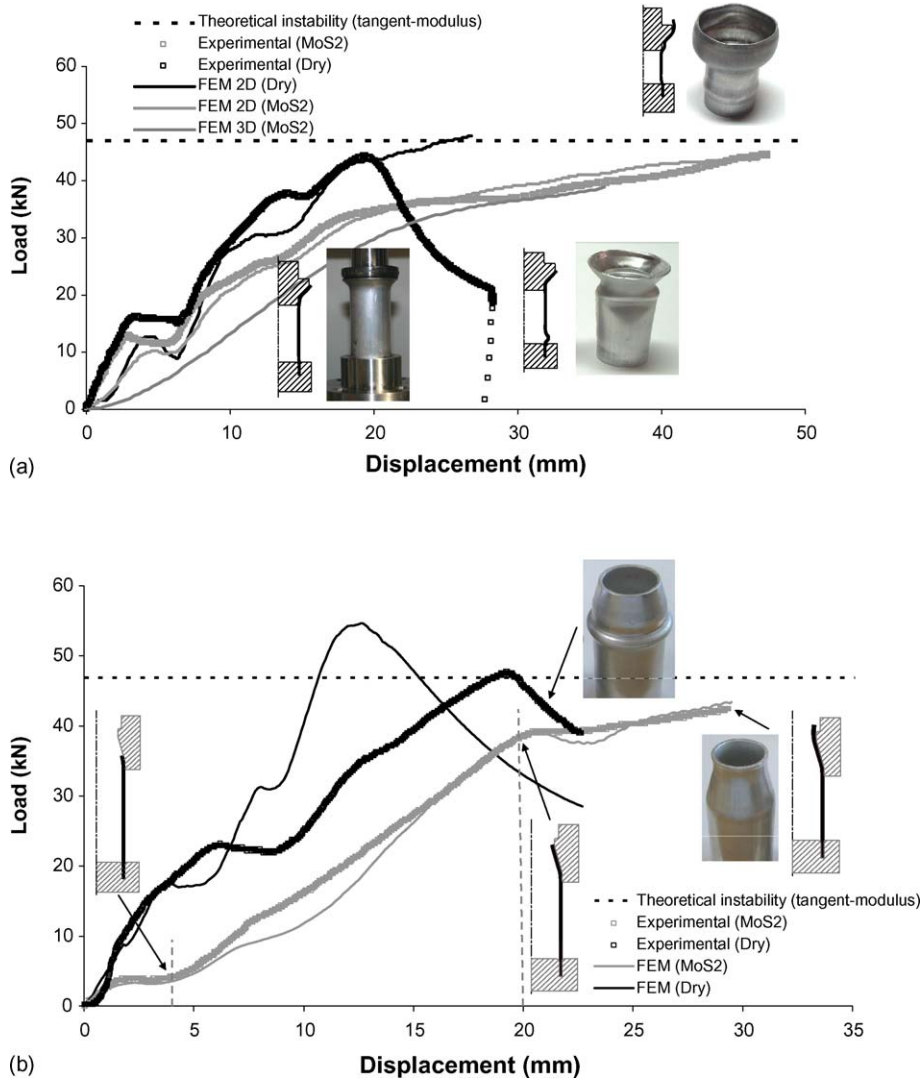 Theoretical instability (tangent-modulus)
Experimental (MoS2)
Experimental (Dry)
FEM 2D (Dry)
FEM 2D (MoS2)
FEM 3D (MoS2)
60
50
40
30
20
10
0
Load (kN)
0 10 20 30 40 50
Displacement (mm)
(a)
60
50
40
30
20
10
0
Load (kN)
Theoretical instability (tangent-modulus)
Experimental (MoS2)
Experimental (Dry)
FEM (MoS2)
FEM (Dry)
0 5 10 15 20 25 30 35
Displacement (mm)
(b)